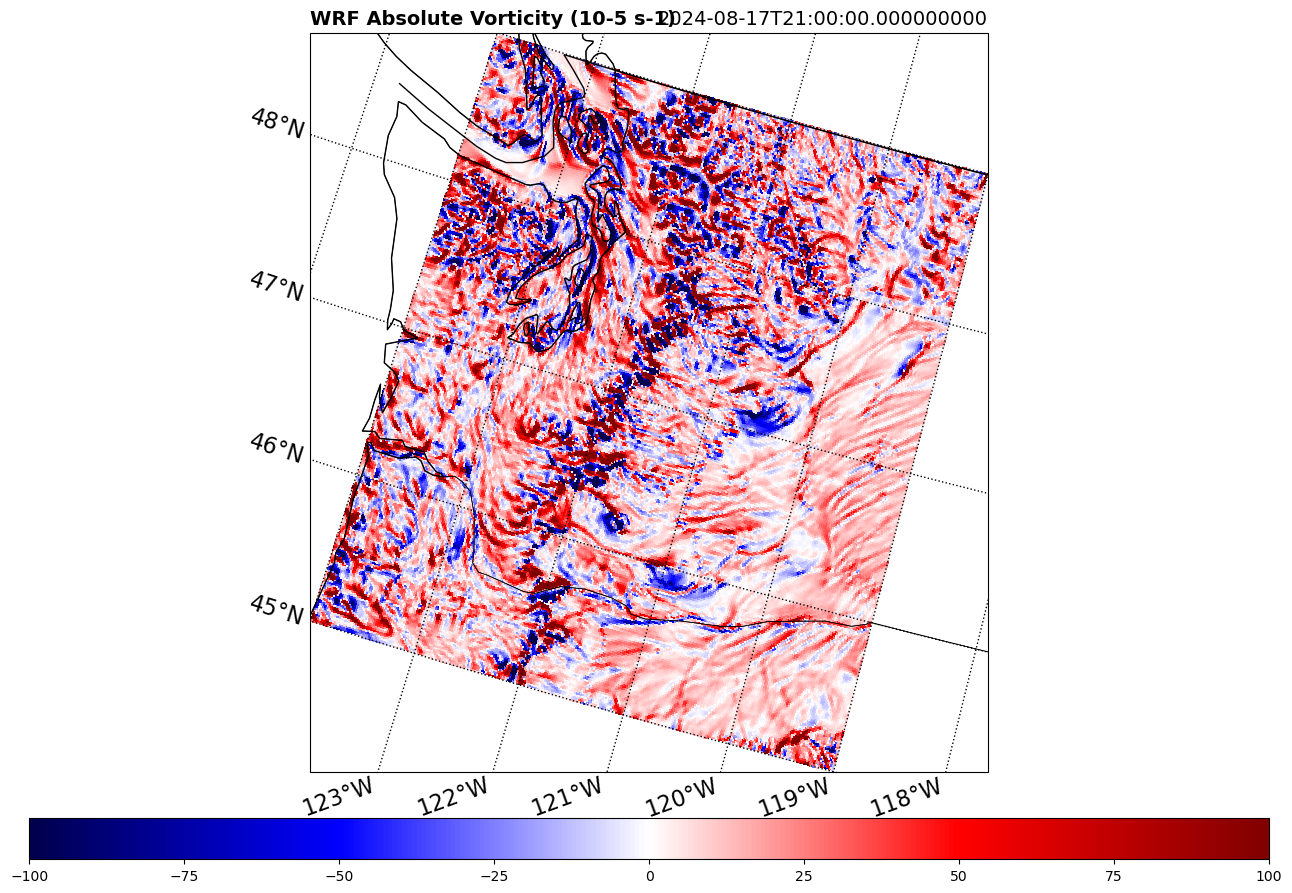 WRF Absolute Vorticity (10-5 s-1) 2024-08-17T21:00:00.000000000
48°N
47°N
46°N
45°N
123°W 122°W 121°W 120°W 119°W 118°W
−100 −75 −50 −25 0 25 50 75 100